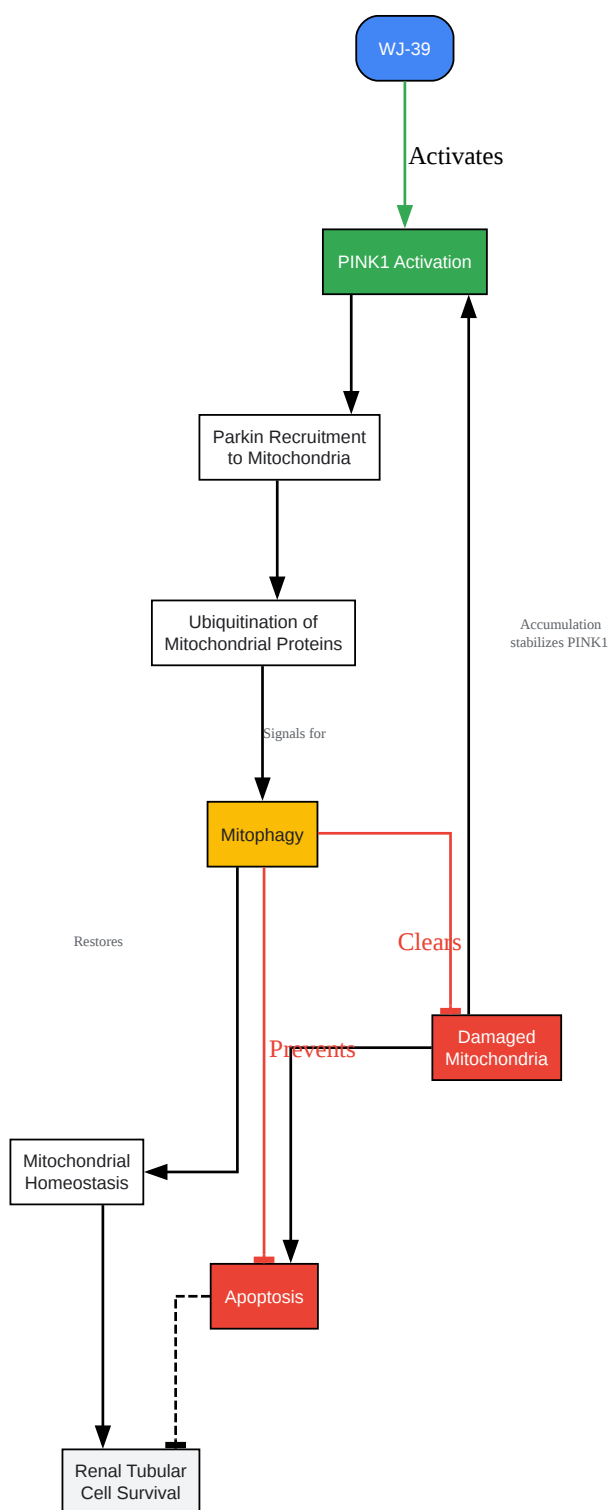 WJ-39
Activates
PINK1 Activation
Parkin Recruitment
to Mitochondria
Ubiquitination of
Mitochondrial Proteins
Accumulation
stabilizes PINK1
Signals for
Mitophagy
Restores
Clears
Prevents
Damaged
Mitochondria
Mitochondrial
Homeostasis
Apoptosis
Renal Tubular
Cell Survival